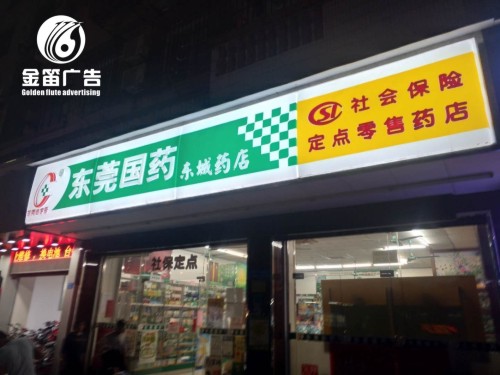 金笛广告
Golden flute advertising
东莞国药 东城药店
CSI 社会保险
定点零售药店
社保定点